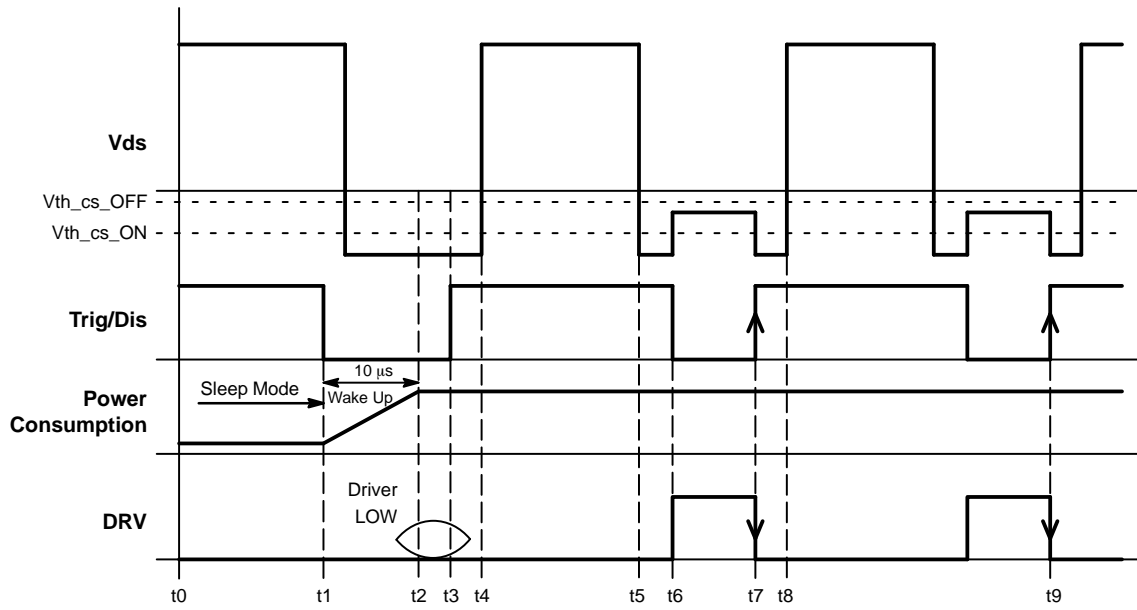 Vds
Vth_cs_OFF
Vth_cs_ON
Trig/Dis
10 μs
Sleep Mode
Wake Up
Power
Consumption
Driver
LOW
DRV
t0 t1 t2 t3 t4 t5 t6 t7 t8 t9